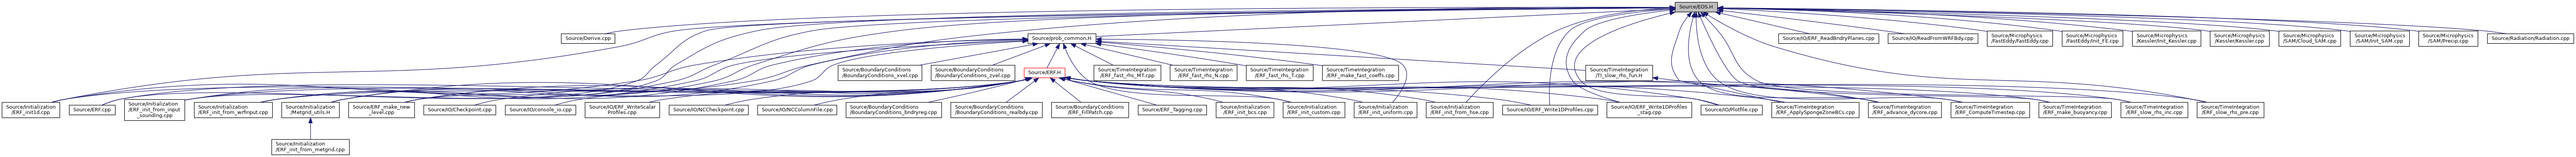 Source/EOS.H
Source/Derive.cpp
Source/prob_common.H
Source/IO/ERF_ReadBndryPlanes.cpp
Source/IO/ReadFromWRFBdy.cpp
Source/Microphysics
/FastEddy/FastEddy.cpp
Source/Microphysics
/FastEddy/Init_FE.cpp
Source/Microphysics
/Kessler/Init_Kessler.cpp
Source/Microphysics
/Kessler/Kessler.cpp
Source/Microphysics
/SAM/Cloud_SAM.cpp
Source/Microphysics
/SAM/Init_SAM.cpp
Source/Microphysics
/SAM/Precip.cpp
Source/Radiation/Radiation.cpp
Source/BoundaryConditions
/BoundaryConditions_xvel.cpp
Source/BoundaryConditions
/BoundaryConditions_zvel.cpp
Source/ERF.H
Source/TimeIntegration
/ERF_fast_rhs_MT.cpp
Source/TimeIntegration
/ERF_fast_rhs_N.cpp
Source/TimeIntegration
/ERF_fast_rhs_T.cpp
Source/TimeIntegration
/ERF_make_fast_coeffs.cpp
Source/TimeIntegration
/TI_slow_rhs_fun.H
Source/Initialization
/ERF_init1d.cpp
Source/ERF.cpp
Source/Initialization
/ERF_init_from_input
_sounding.cpp
Source/Initialization
/ERF_init_from_wrfinput.cpp
Source/Initialization
/Metgrid_utils.H
Source/ERF_make_new
_level.cpp
Source/IO/Checkpoint.cpp
Source/IO/console_io.cpp
Source/IO/ERF_WriteScalar
Profiles.cpp
Source/IO/NCCheckpoint.cpp
Source/IO/NCColumnFile.cpp
Source/BoundaryConditions
/BoundaryConditions_bndryreg.cpp
Source/BoundaryConditions
/BoundaryConditions_realbdy.cpp
Source/BoundaryConditions
/ERF_FillPatch.cpp
Source/ERF_Tagging.cpp
Source/Initialization
/ERF_init_bcs.cpp
Source/Initialization
/ERF_init_custom.cpp
Source/Initialization
/ERF_init_uniform.cpp
Source/Initialization
/ERF_init_from_hse.cpp
Source/IO/ERF_Write1DProfiles.cpp
Source/IO/ERF_Write1DProfiles
_stag.cpp
Source/IO/Plotfile.cpp
Source/TimeIntegration
/ERF_ApplySpongeZoneBCs.cpp
Source/TimeIntegration
/ERF_advance_dycore.cpp
Source/TimeIntegration
/ERF_ComputeTimestep.cpp
Source/TimeIntegration
/ERF_make_buoyancy.cpp
Source/TimeIntegration
/ERF_slow_rhs_inc.cpp
Source/TimeIntegration
/ERF_slow_rhs_pre.cpp
Source/Initialization
/ERF_init_from_metgrid.cpp